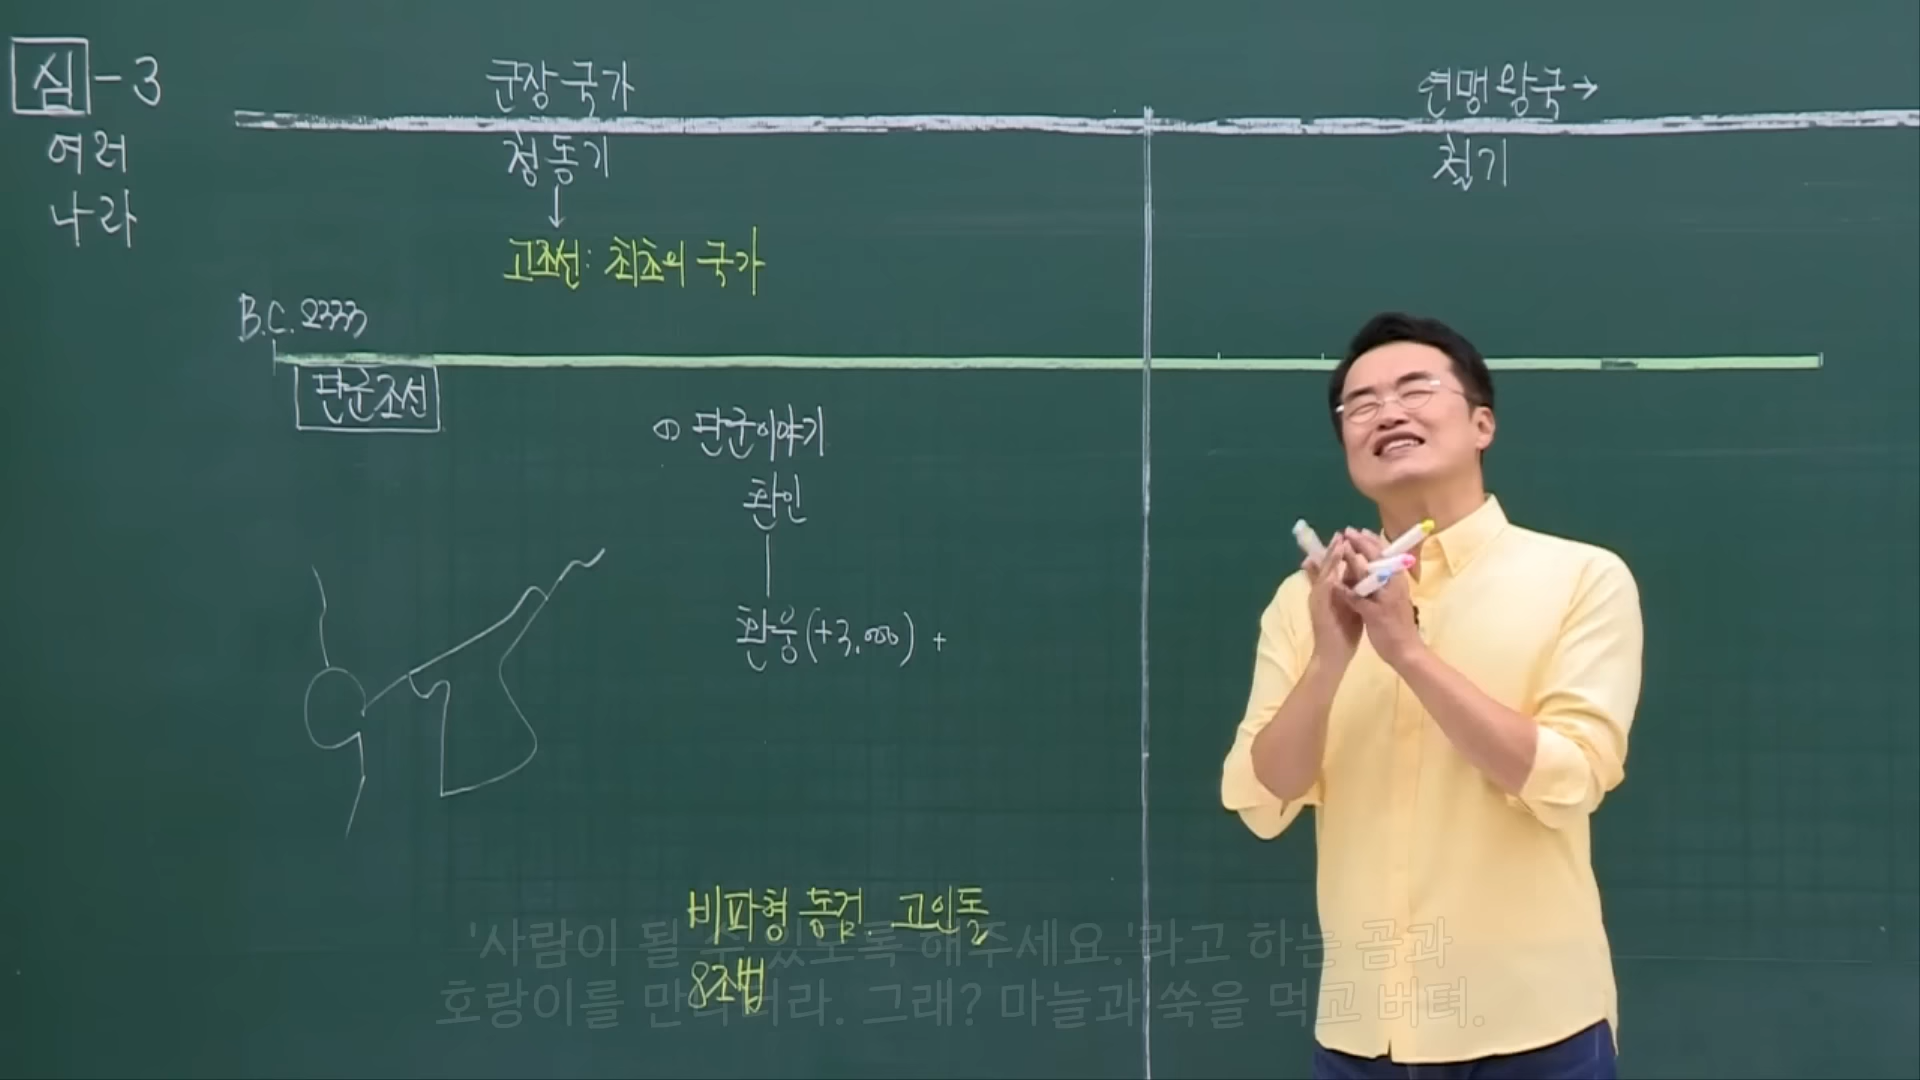 심-3
여러
나라
군장국가
연맹왕국→
청동기
철기
↓
고조선: 최초의 국가
B.C. 2333
단군조선
① 단군이야기
환인
환웅(+3,000) +
비파형 동검. 고인돌
8조법
'사람이 될 수 있도록 해주세요.'라고 하는 곰과
호랑이를 만나버라. 그래? 마늘과 쑥을 먹고 버텨.